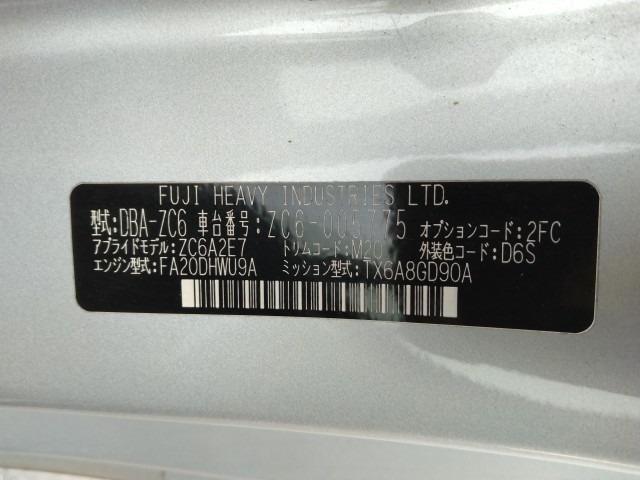 FUJI HEAVY INDUSTRIES LTD.
型式:DBA-ZC6 車台番号:ZC6-005775 オプションコード:2FC
アプライドモデル:ZC6A2E7 トリムコード:M20 外装色コード:D6S
エンジン型式:FA20DHWU9A ミッション型式:TX6A8GD90A